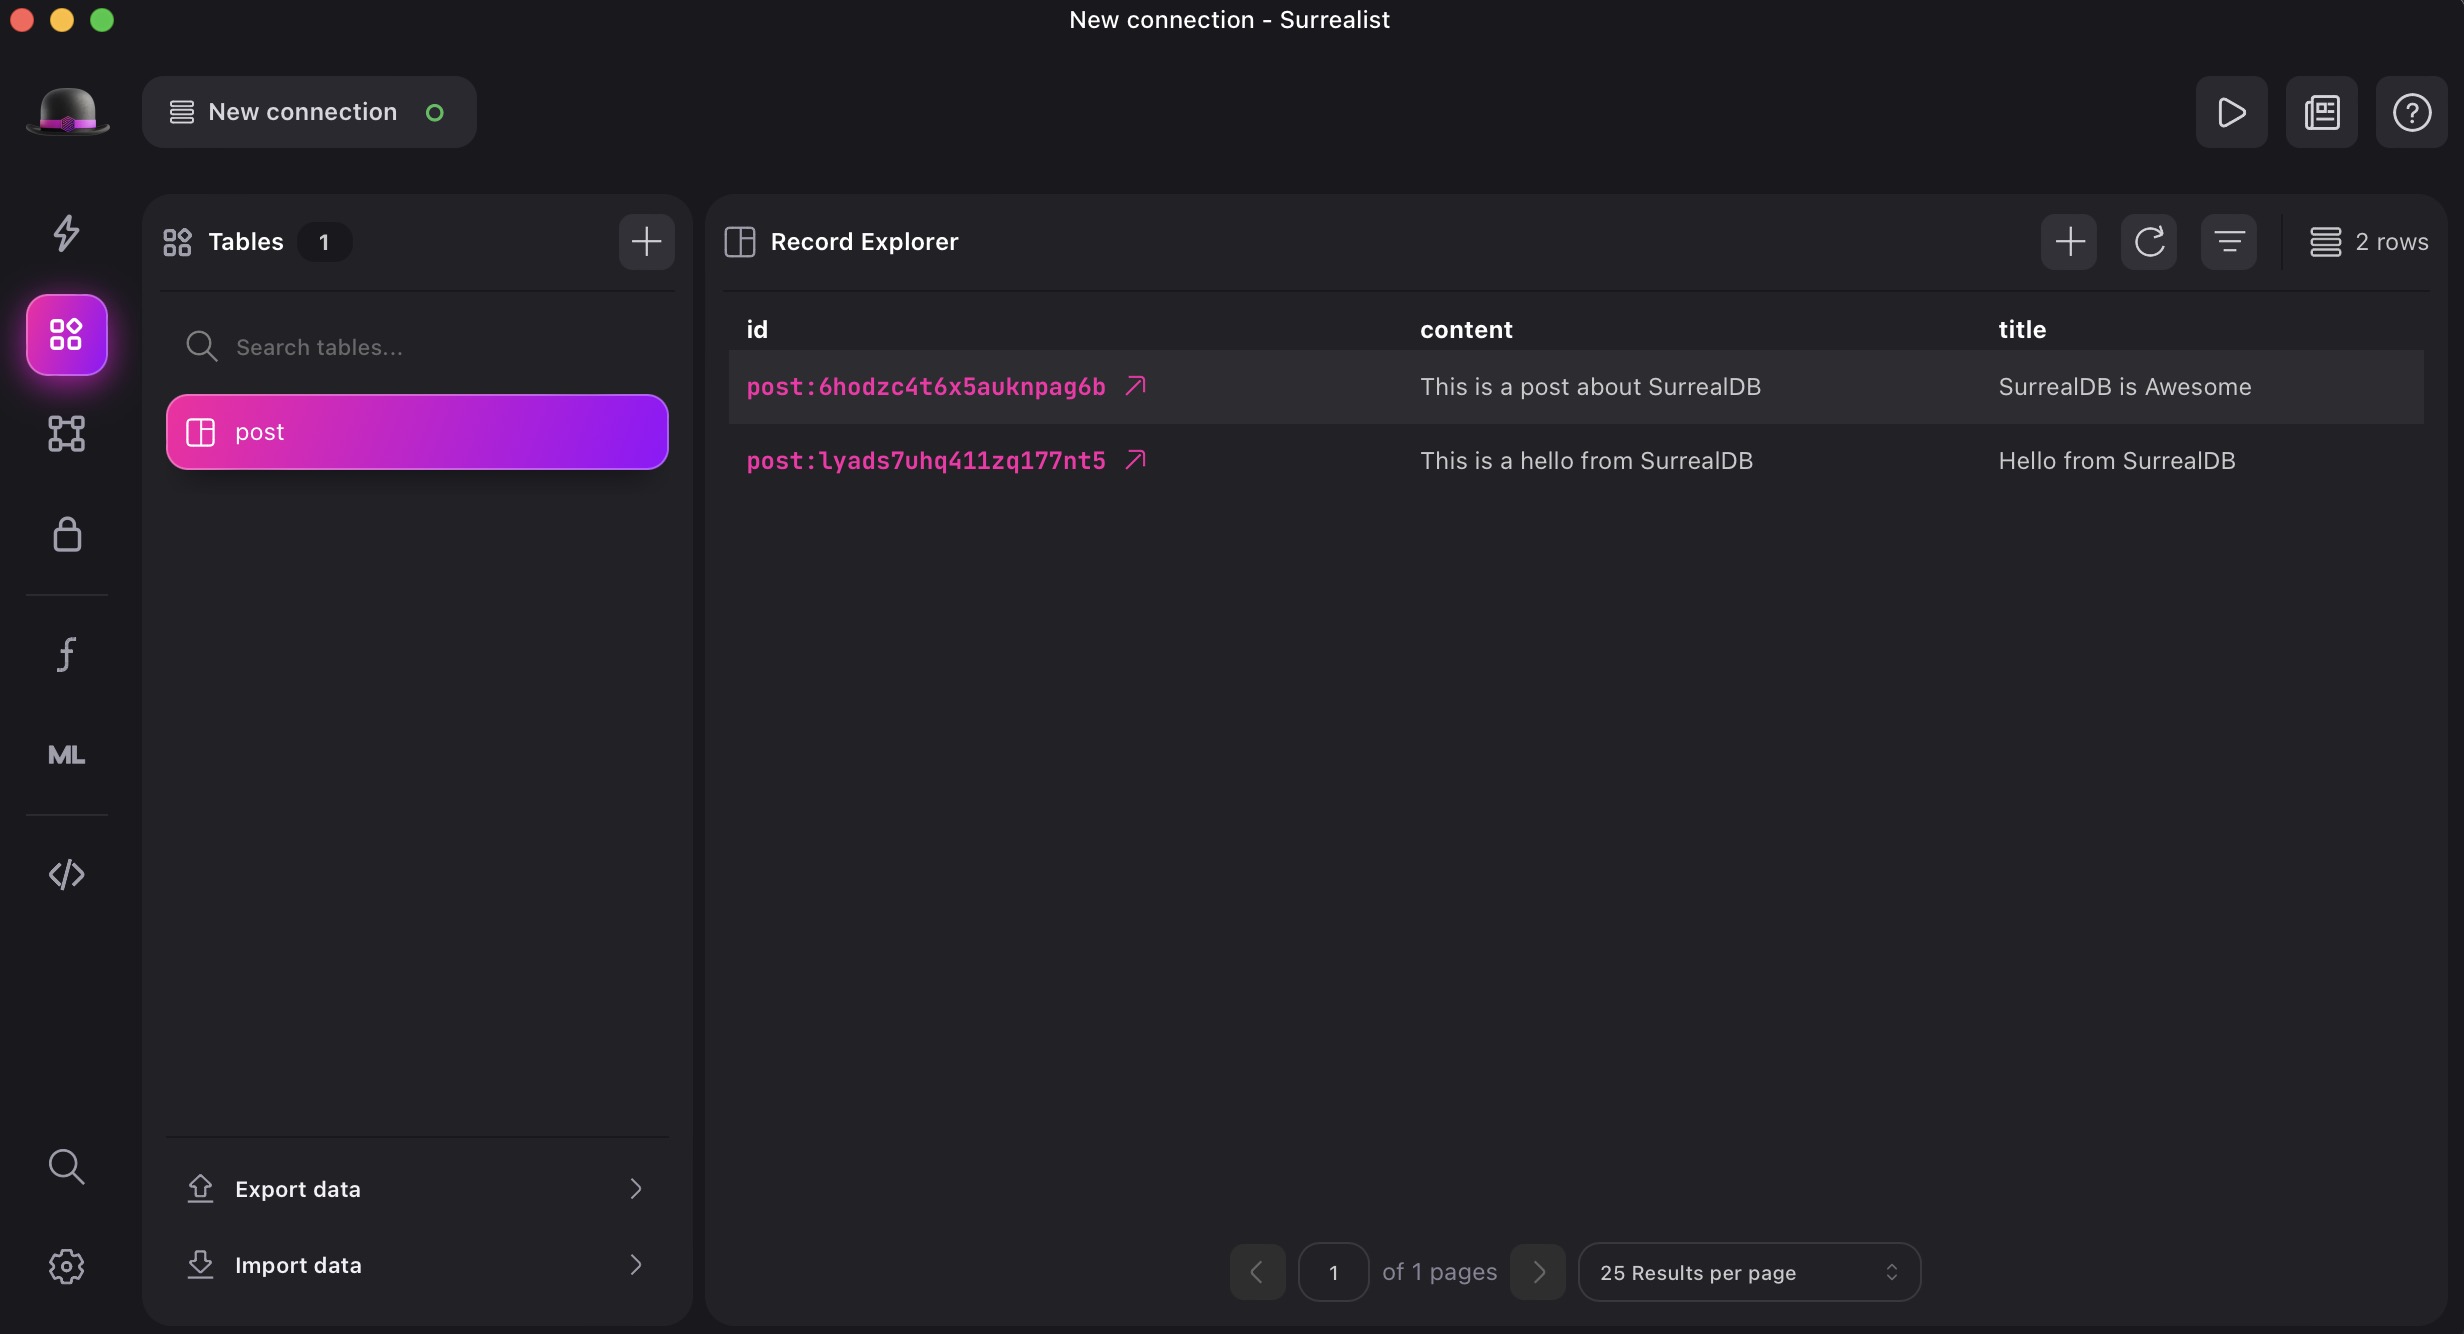 New connection - Surrealist
New connection
?
Tables 1
Search tables...
post
Export data
Import data
ML
Record Explorer
2 rows
id content title
post:6hodzc4t6x5auknpag6b This is a post about SurrealDB SurrealDB is Awesome
post:lyads7uhq411zq177nt5 This is a hello from SurrealDB Hello from SurrealDB
1 of 1 pages 25 Results per page